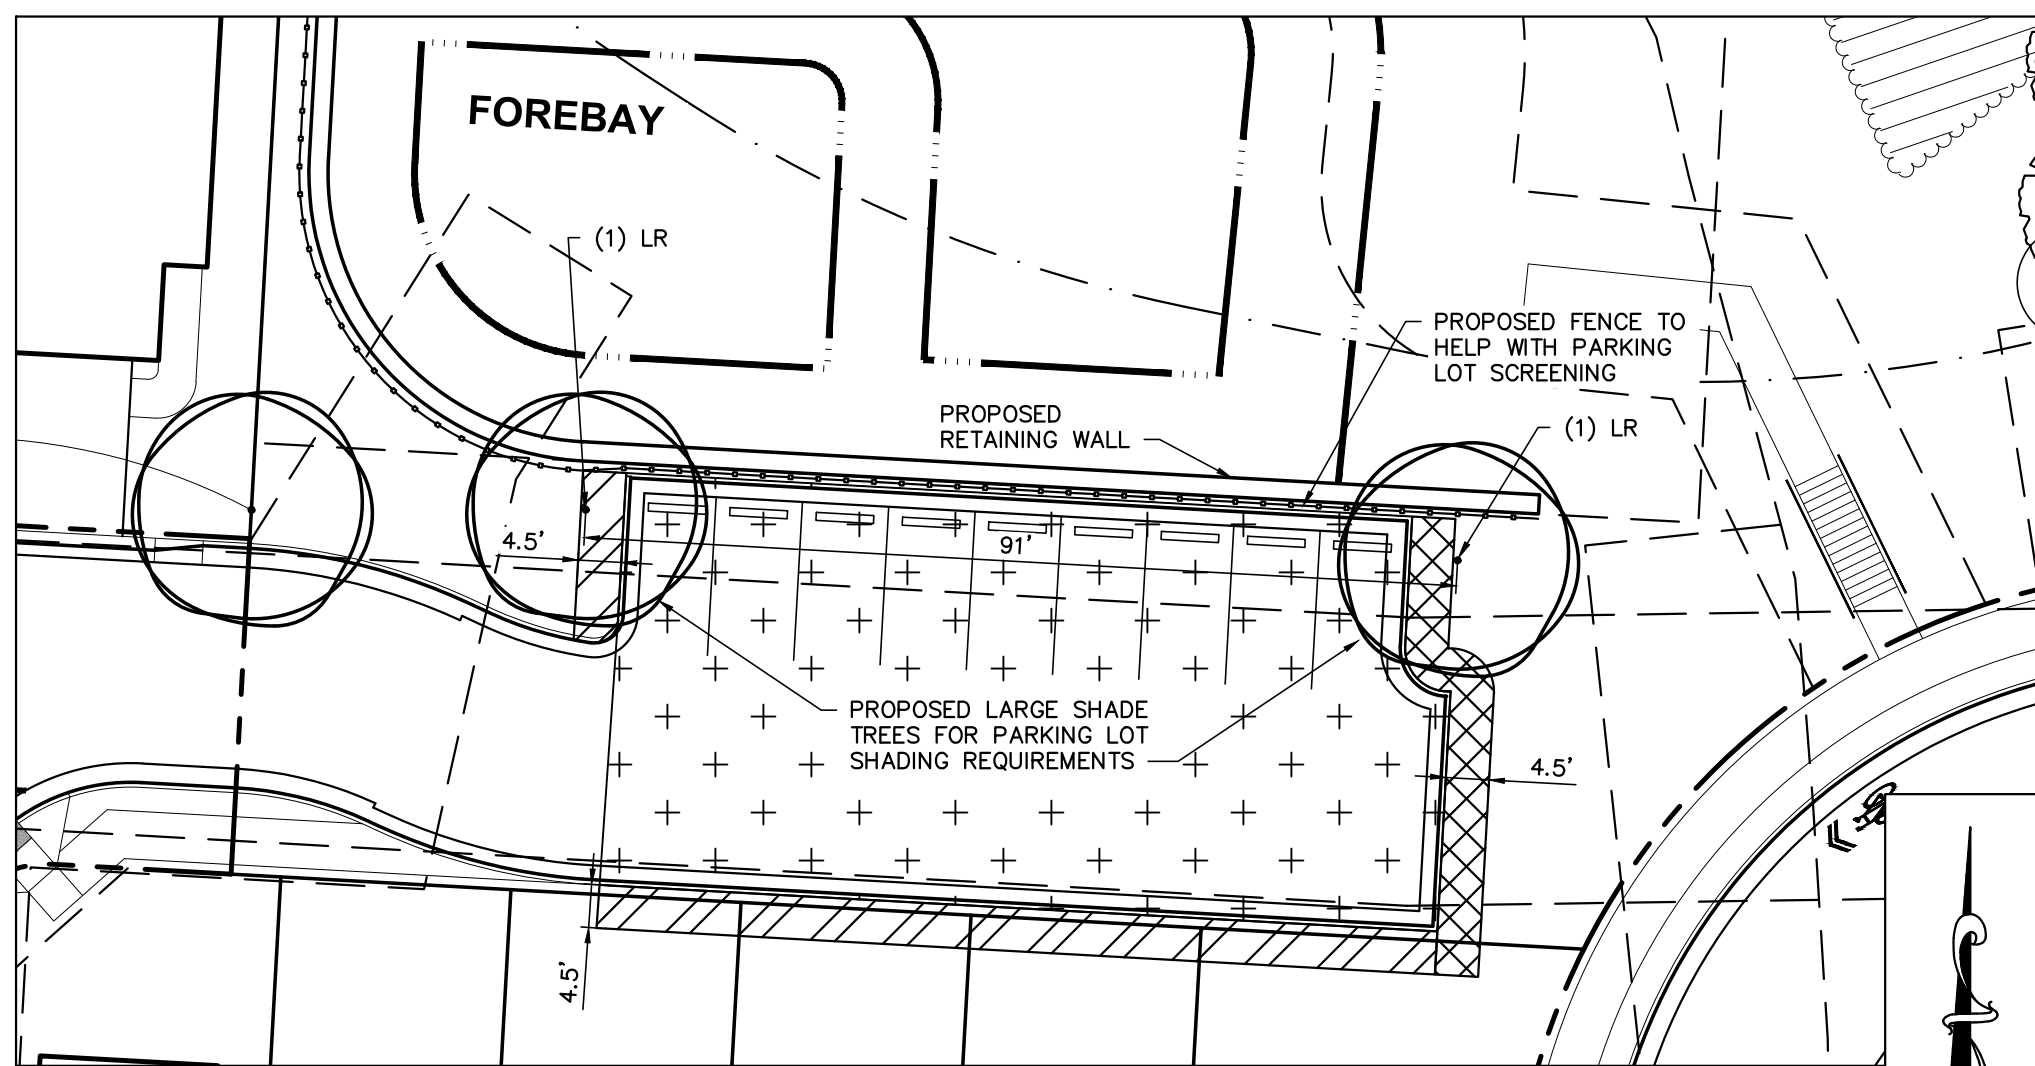 FOREBAY
(1) LR
PROPOSED FENCE TO
HELP WITH PARKING
LOT SCREENING
PROPOSED
RETAINING WALL
(1) LR
4.5'
91'
PROPOSED LARGE SHADE
TREES FOR PARKING LOT
SHADING REQUIREMENTS
4.5'
4.5'